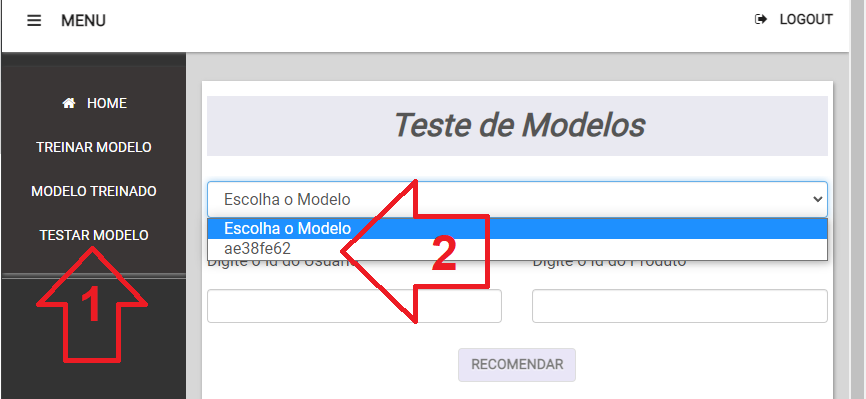 MENU
LOGOUT
HOME
TREINAR MODELO
MODELO TREINADO
TESTAR MODELO
1
Teste de Modelos
Escolha o Modelo
Escolha o Modelo
ae38fe62
2
Digite o Id do Usuário
Digite o Id do Produto
RECOMENDAR